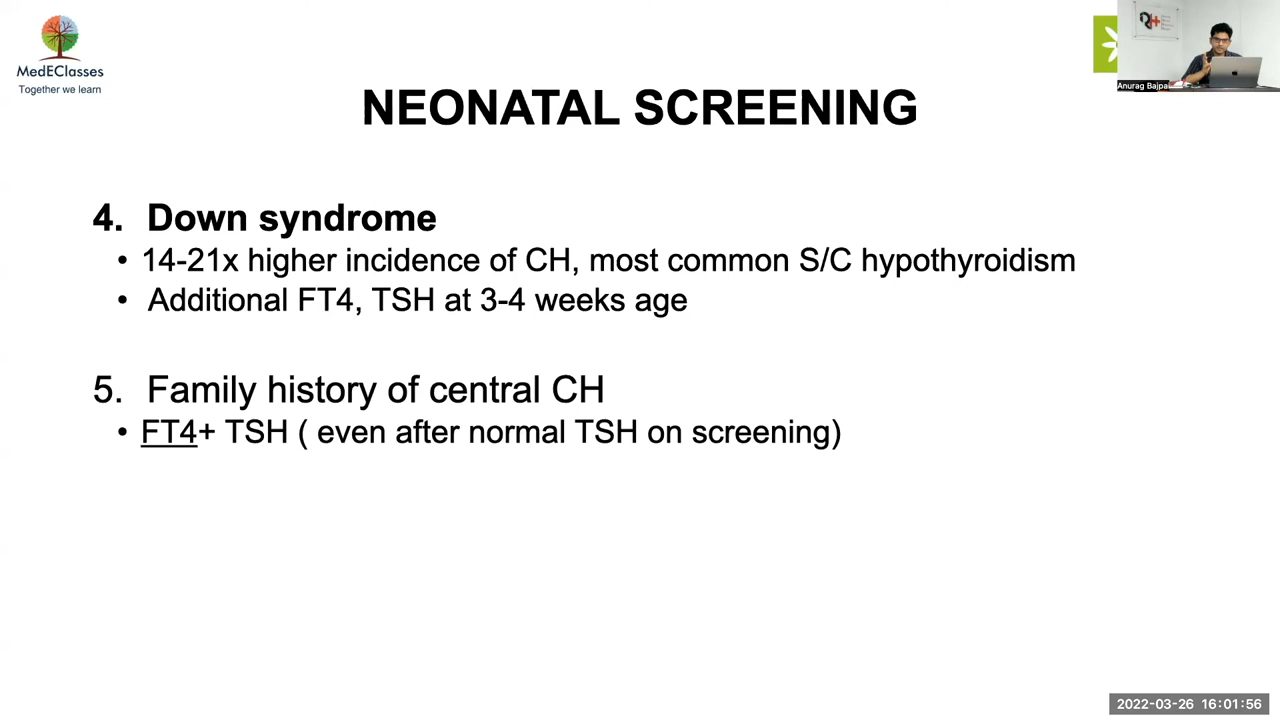 MedEClasses
Together we learn
Anurag Bajpai
NEONATAL SCREENING
4. Down syndrome
• 14-21x higher incidence of CH, most common S/C hypothyroidism
• Additional FT4, TSH at 3-4 weeks age
5. Family history of central CH
• FT4+ TSH ( even after normal TSH on screening)
2022-03-26 16:01:56